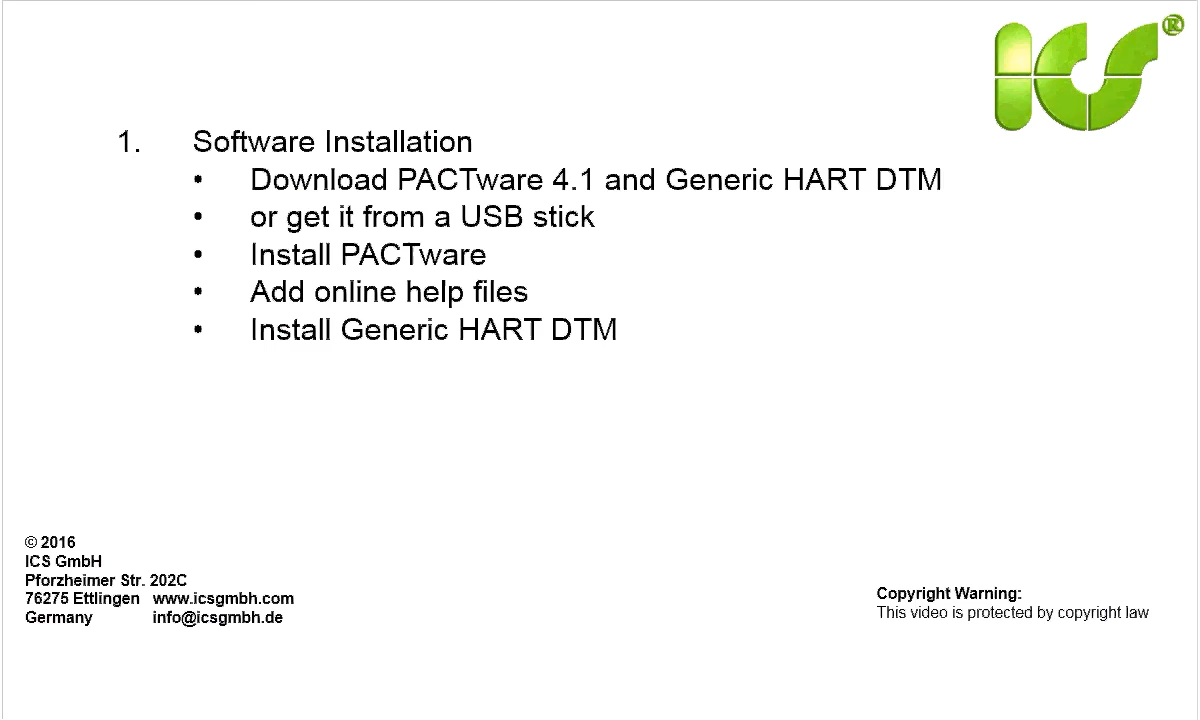 ICS®
1. Software Installation
• Download PACTware 4.1 and Generic HART DTM
• or get it from a USB stick
• Install PACTware
• Add online help files
• Install Generic HART DTM
© 2016
ICS GmbH
Pforzheimer Str. 202C
76275 Ettlingen www.icsgmbh.com
Germany info@icsgmbh.de
Copyright Warning:
This video is protected by copyright law